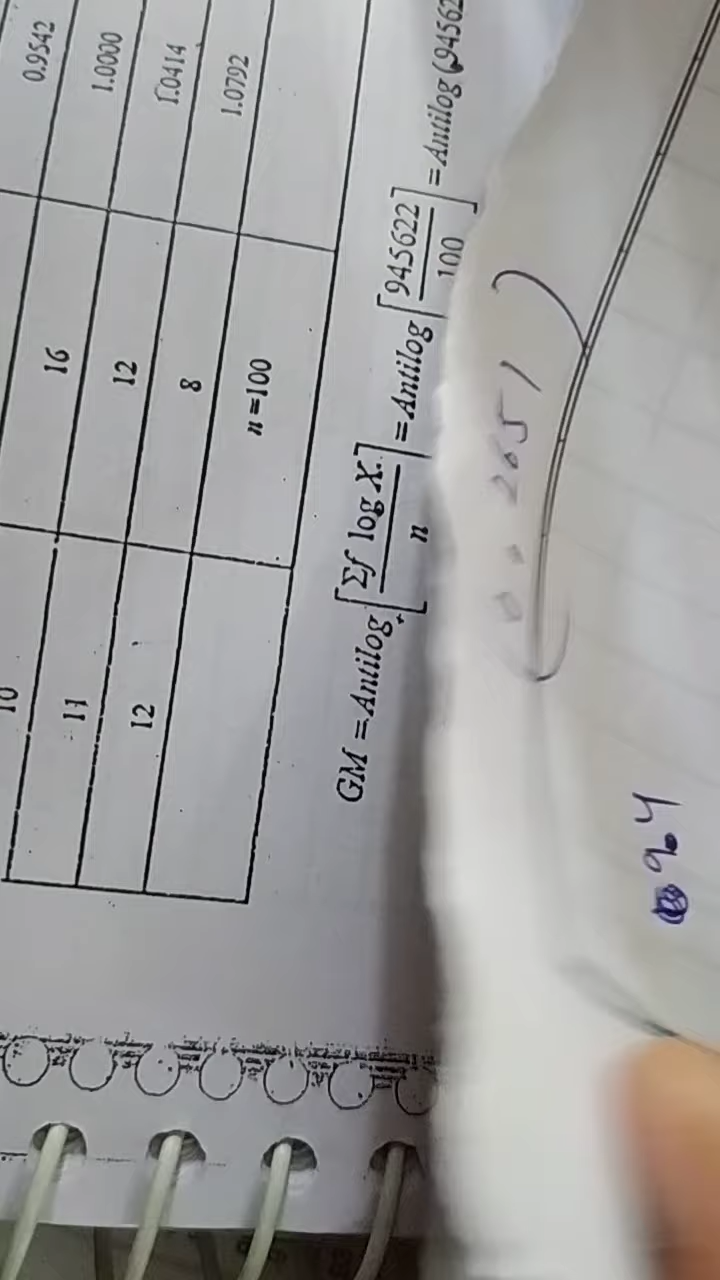 0.9542
10 16 1.0000
11 12 1.0414
12 8 1.0792
n=100
GM = Antilog [Σf log X / n] = Antilog [945622 / 100] = Antilog (.94562
9.4